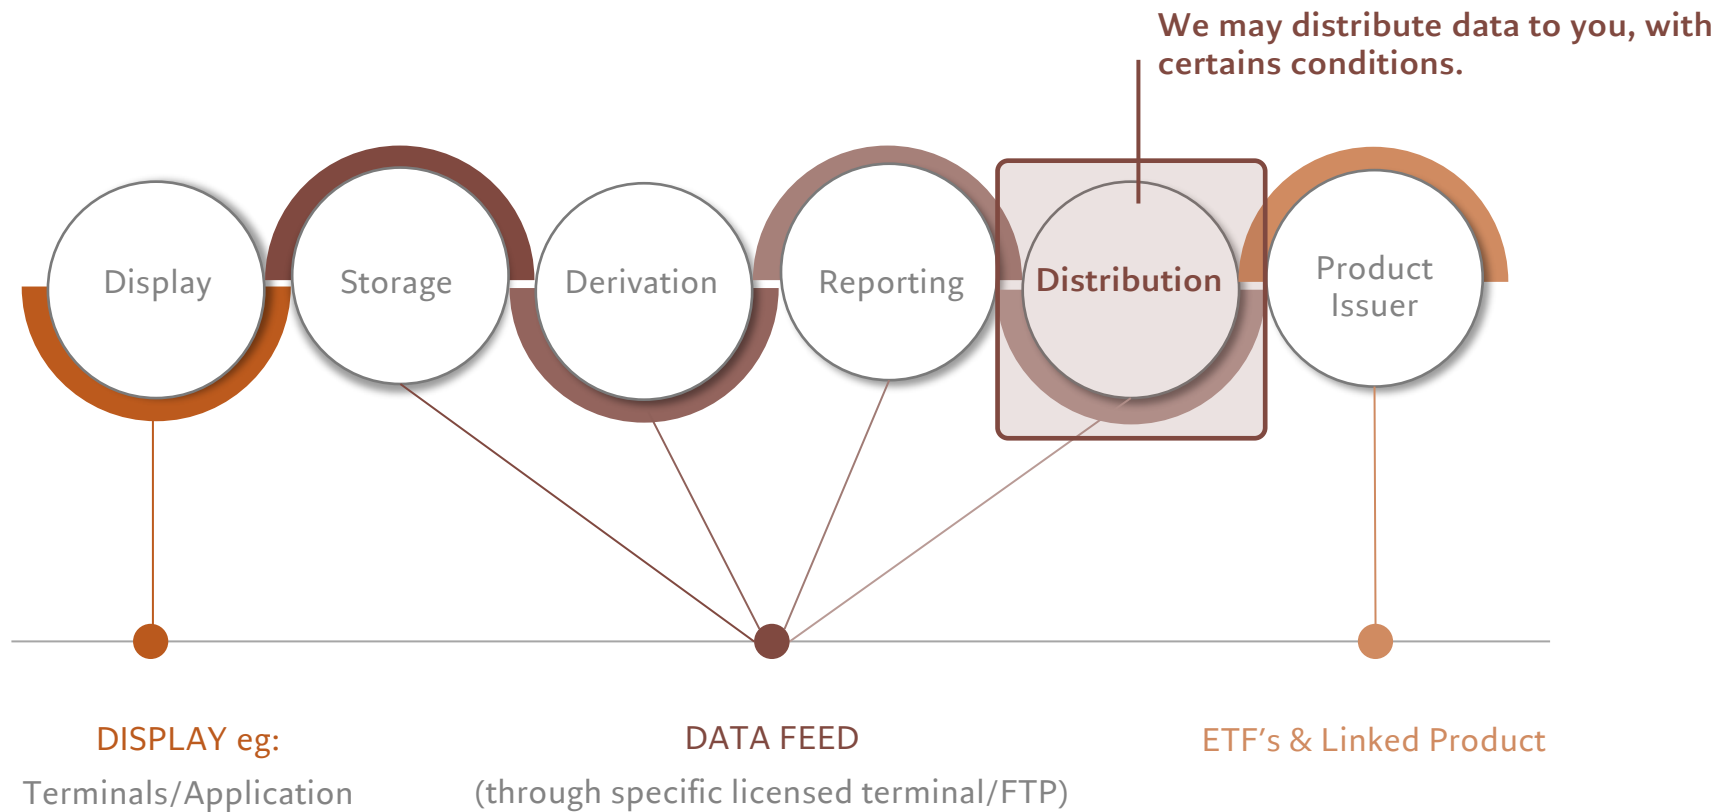 We may distribute data to you, with
certains conditions.
Display
Storage
Derivation
Reporting
Distribution
Product
Issuer
DISPLAY eg:
Terminals/Application
DATA FEED
(through specific licensed terminal/FTP)
ETF's & Linked Product